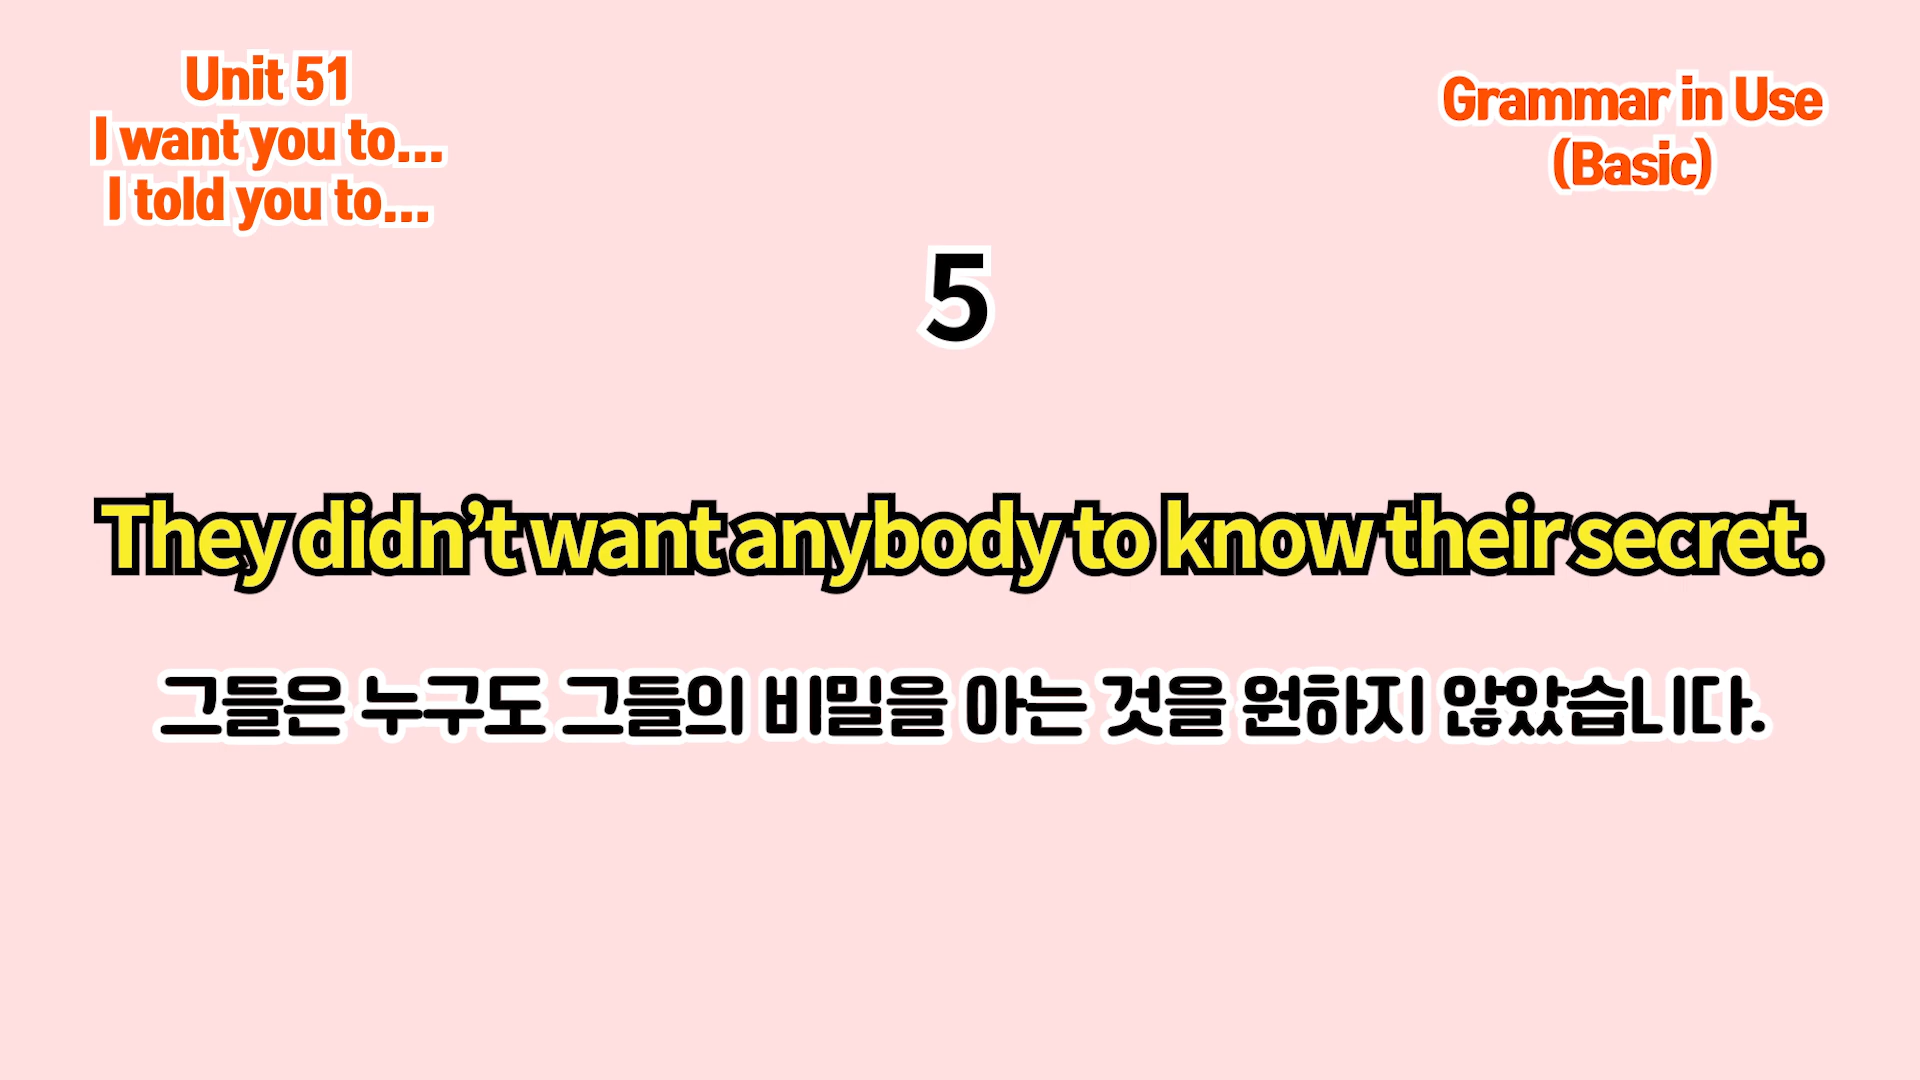 Unit 51
I want you to...
I told you to...
Grammar in Use
(Basic)
5
They didn’t want anybody to know their secret.
그들은 누구도 그들의 비밀을 아는 것을 원하지 않았습니다.